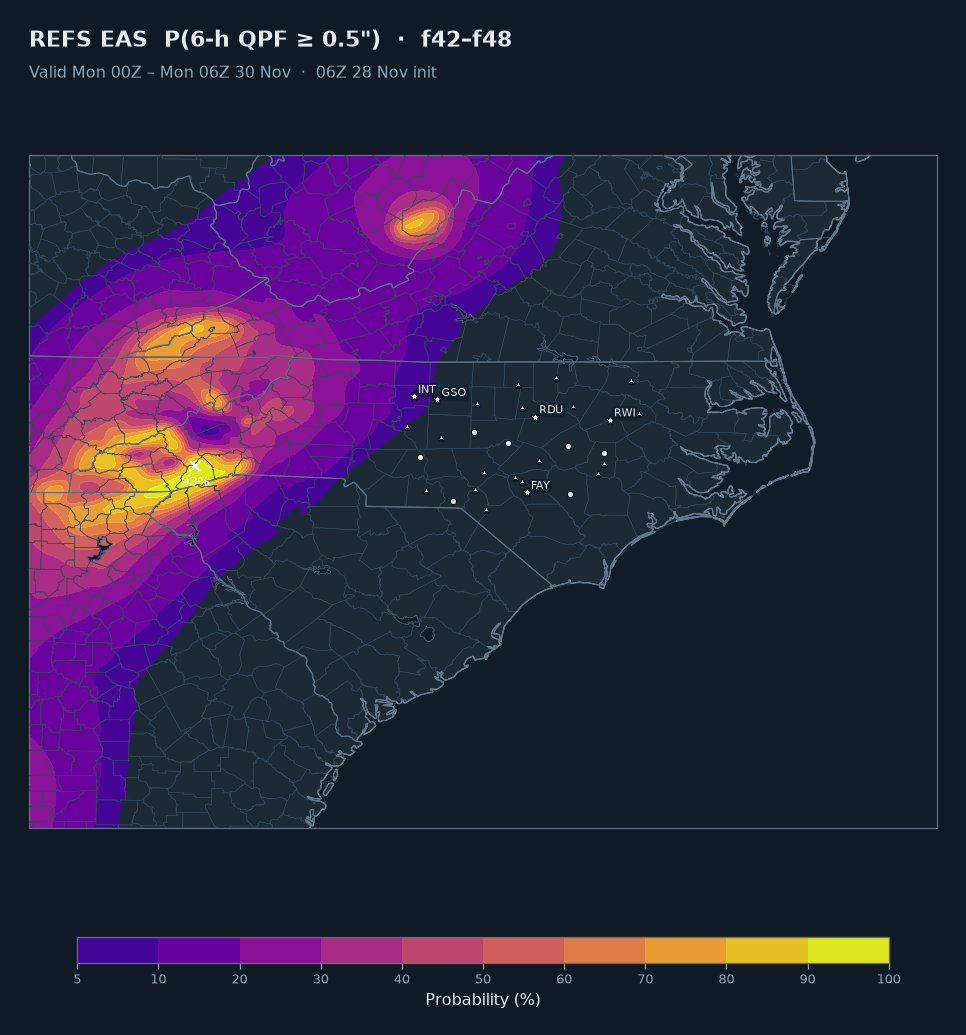 REFS EAS  P(6-h QPF ≥ 0.5")  ·  f42–f48
Valid Mon 00Z – Mon 06Z 30 Nov  ·  06Z 28 Nov init
INT
GSO
RDU
RWI
93%
FAY
5 10 20 30 40 50 60 70 80 90 100
Probability (%)